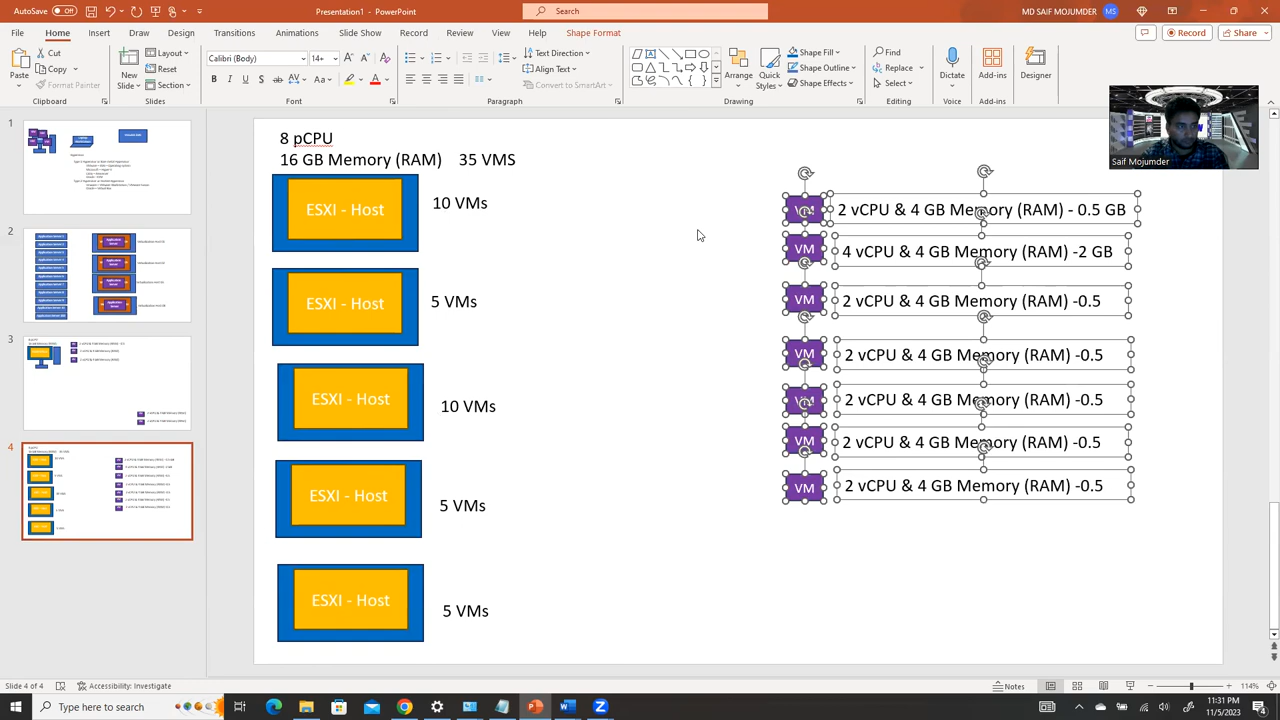 Search
MD SAIF MOJUMDER
MS
File
Home
Insert
Draw
Design
Transitions
Animations
Slide Show
Record
Review
View
Help
Shape Format
Record
Share
Paste
Cut
Copy
Format Painter
Clipboard
New
Slide
Layout
Reset
Section
Slides
Calibri (Body)
14+
Font
Paragraph
Text Direction
Align Text
Convert to SmartArt
Arrange
Quick
Styles
Shape Fill
Shape Outline
Shape Effects
Drawing
Find
Replace
Select
Editing
Dictate
Voice
Add-ins
Add-ins
Designer
Saif Mojumder
1
2
3
4
8 pCPU
16 GB Memory (RAM) 35 VMS
ESXI - Host
10 VMs
ESXI - Host
5 VMs
ESXI - Host
10 VMs
ESXI - Host
5 VMs
ESXI - Host
5 VMs
VM 2 vCPU & 4 GB Memory (RAM) - 0.5 GB
VM 4 vCPU & 4 GB Memory (RAM) -2 GB
VM 2 vCPU & 4 GB Memory (RAM) -0.5
VM 2 vCPU & 4 GB Memory (RAM) -0.5
VM 2 vCPU & 4 GB Memory (RAM) -0.5
VM 2 vCPU & 4 GB Memory (RAM) -0.5
VM 2 vCPU & 4 GB Memory (RAM) -0.5
Slide 4 of 4
Accessibility: Investigate
Notes
114%
Type here to search
11:31 PM
11/5/2023